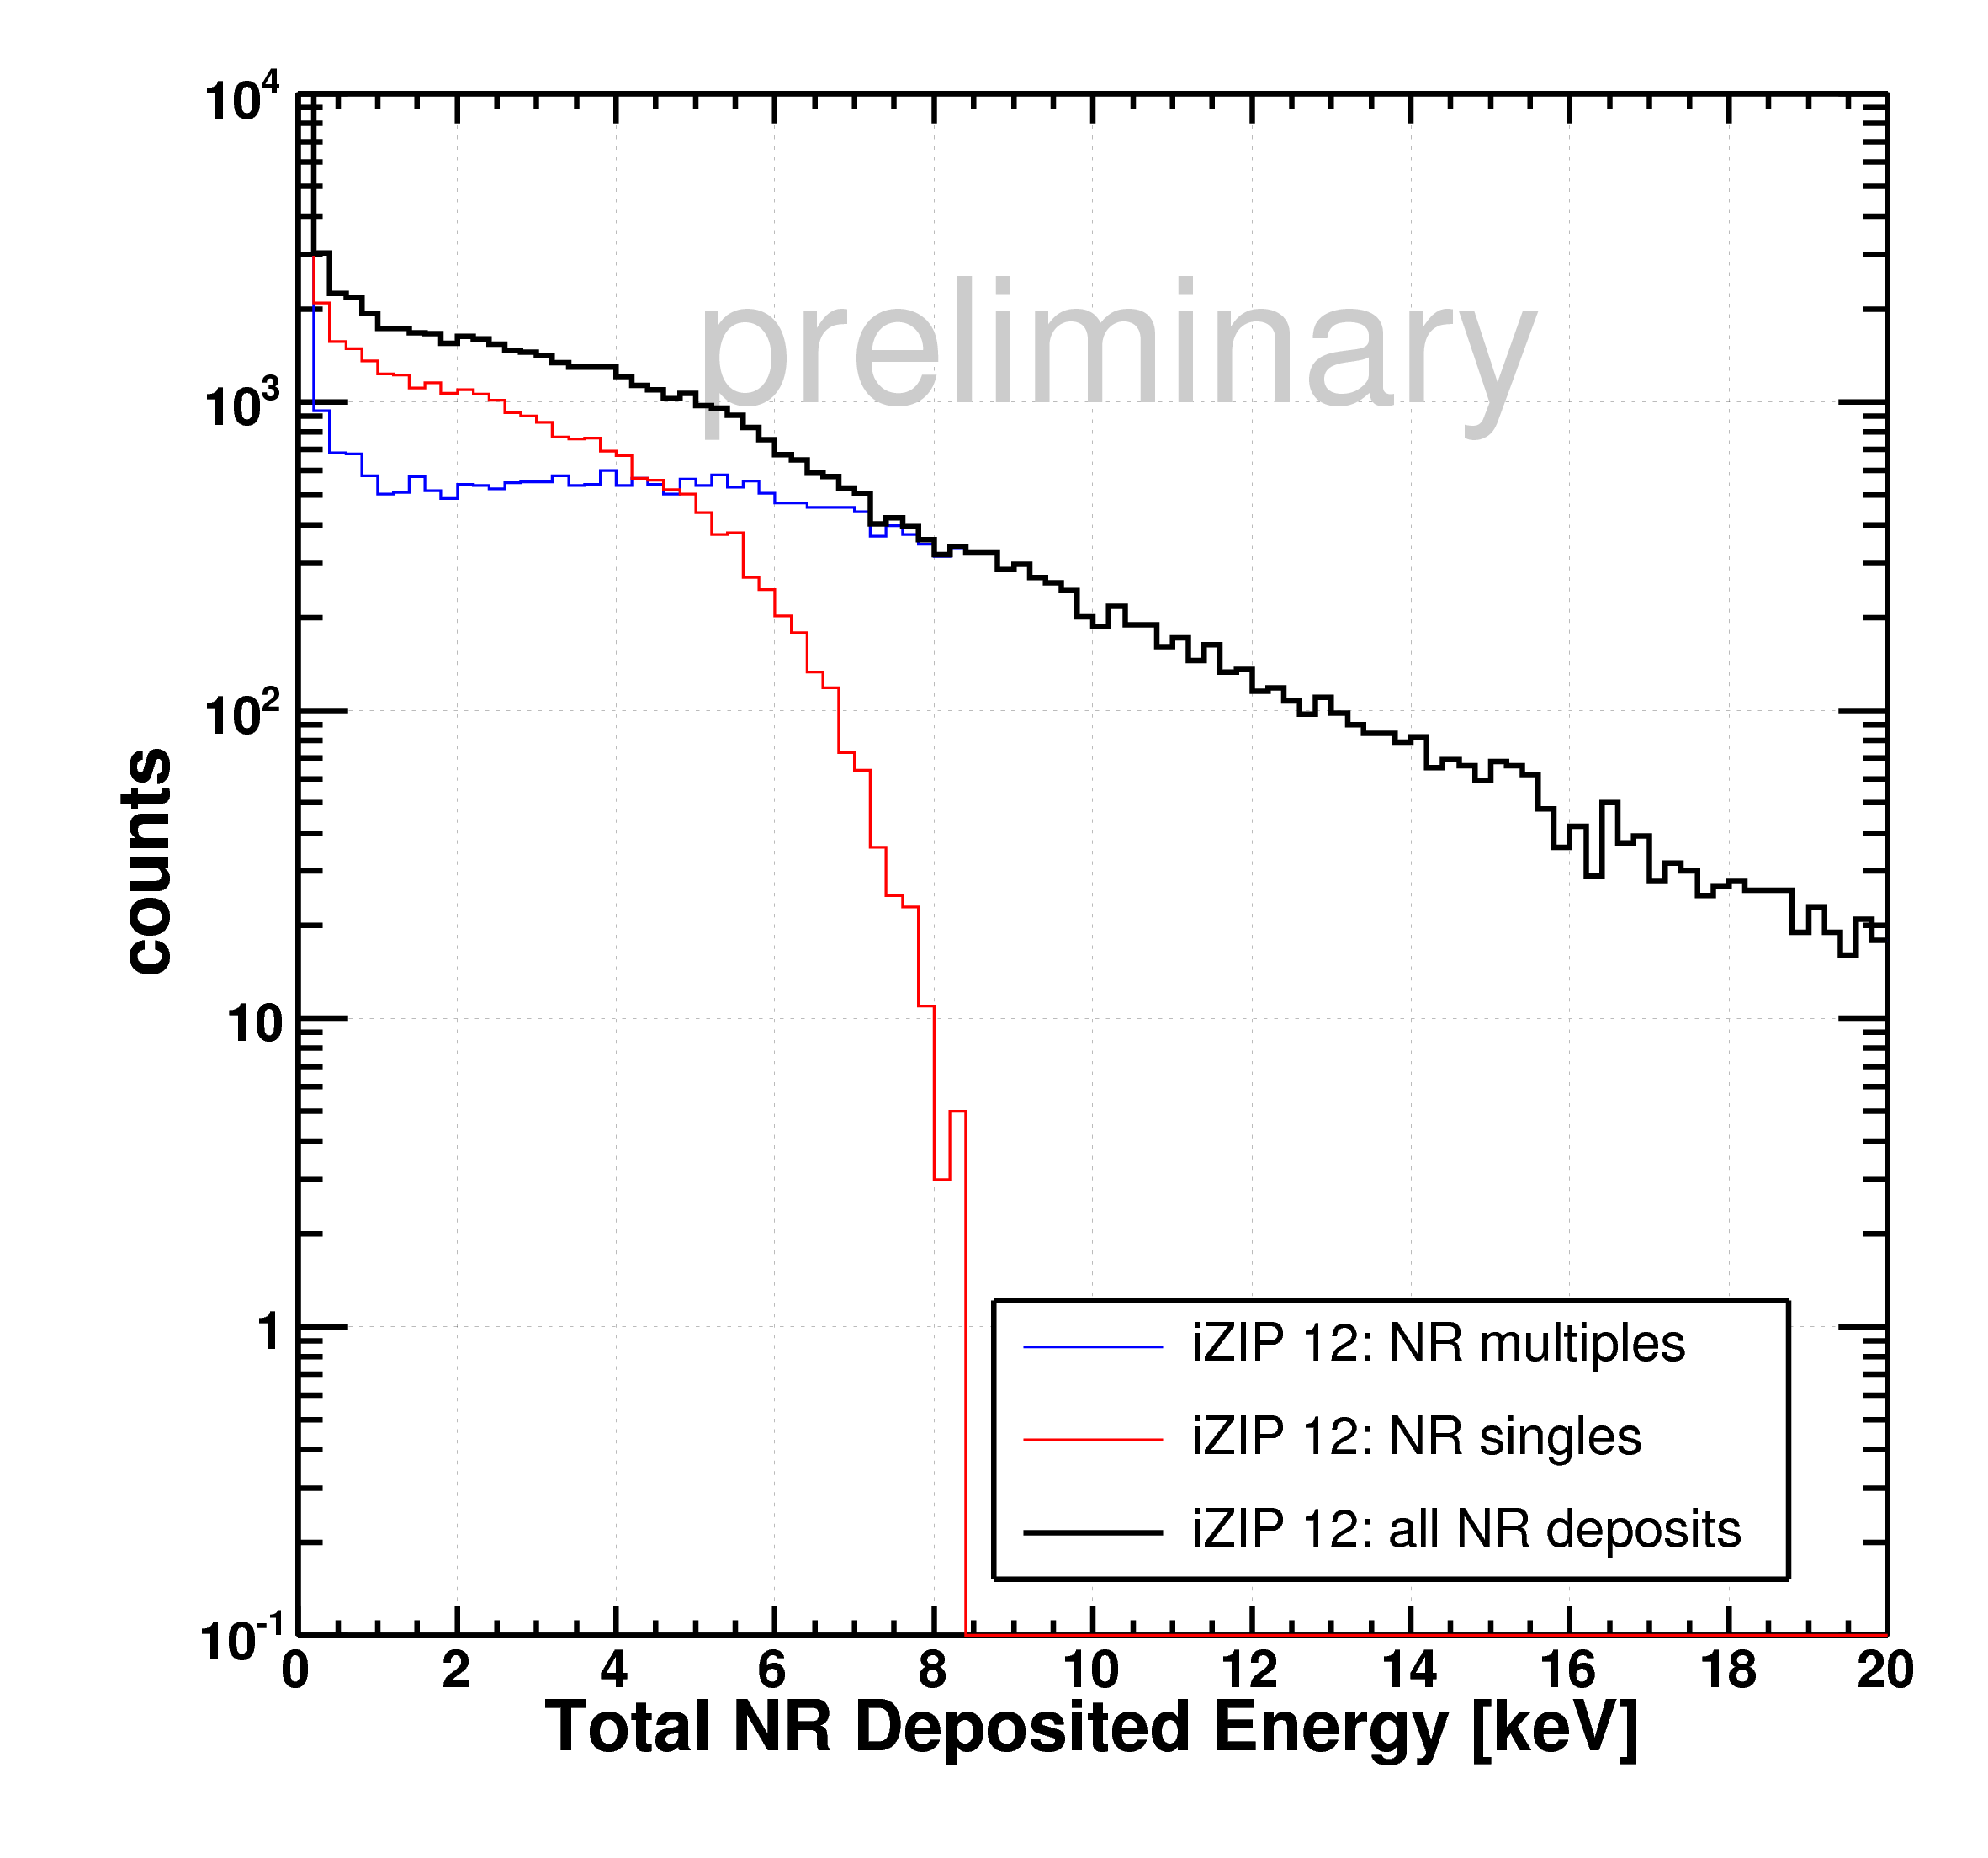 10^4
preliminary
10^3
10^2
counts
10
1
iZIP 12: NR multiples
iZIP 12: NR singles
iZIP 12: all NR deposits
10^-1
0 2 4 6 8 10 12 14 16 18 20
Total NR Deposited Energy [keV]